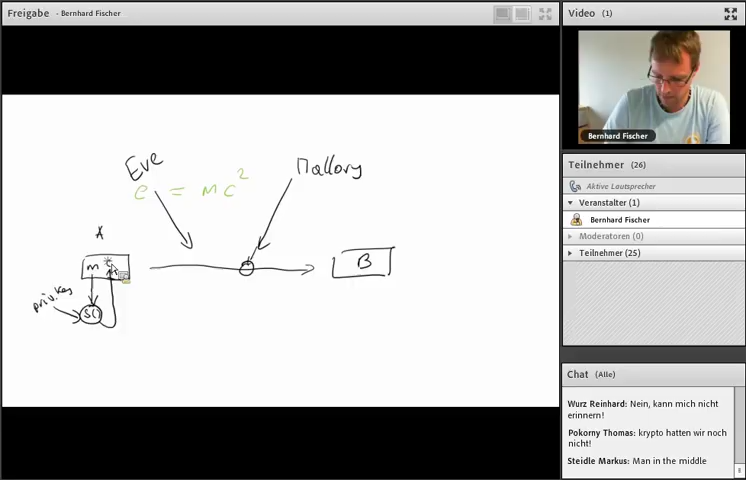 Freigabe - Bernhard Fischer
Eve
Mallory
e = mc²
A
m
B
priv.key
S()
Video (1)
Bernhard Fischer
Teilnehmer (26)
Aktive Lautsprecher
Veranstalter (1)
Bernhard Fischer
Moderatoren (0)
Teilnehmer (25)
Chat (Alle)
Wurz Reinhard: Nein, kann mich nicht
erinnern!
Pokorny Thomas: krypto hatten wir noch
nicht!
Steidle Markus: Man in the middle